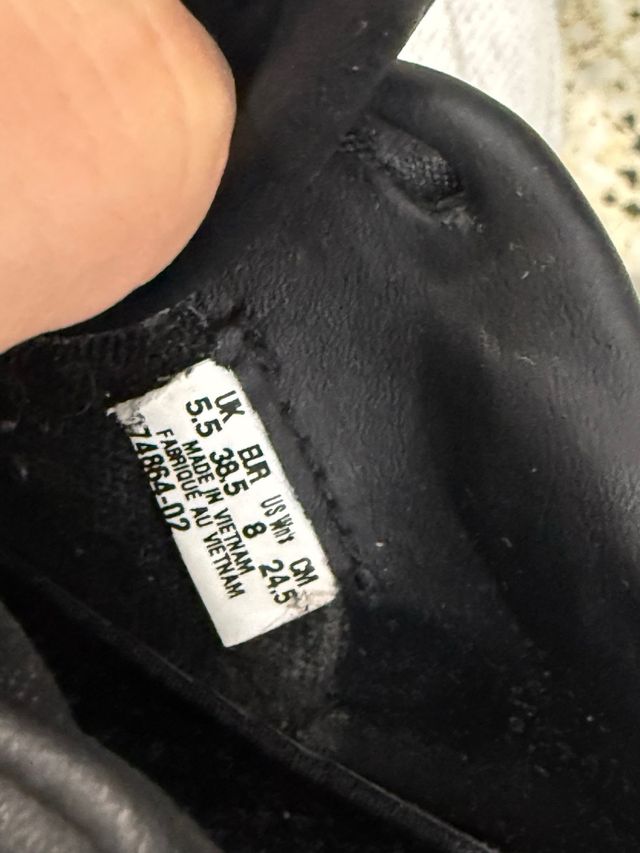 UK EUR US Wn's CM
5.5 38.5 8 24.5
MADE IN VIETNAM
FABRIQUE AU VIETNAM
74864-02